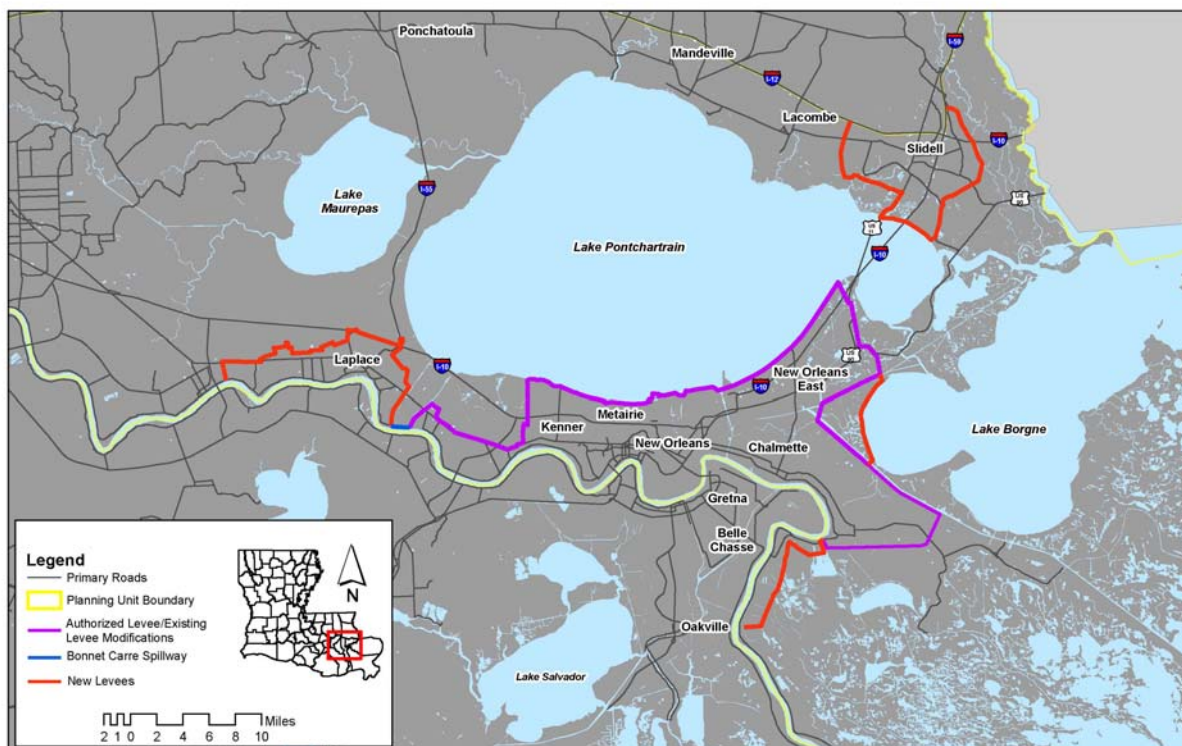 Ponchatoula
Mandeville
I-59
I-12
Lacombe
Slidell
I-10
Lake
Maurepas
I-55
US
90
Lake Pontchartrain
US
11
I-10
Laplace
I-10
US
90
New Orleans
East
I-10
Metairie
Kenner
New Orleans
Chalmette
Lake Borgne
Gretna
Belle
Chasse
Oakville
Lake Salvador
Legend
Primary Roads
Planning Unit Boundary
Authorized Levee/Existing
Levee Modifications
Bonnet Carre Spillway
New Levees
N
Miles
2 1 0 2 4 6 8 10